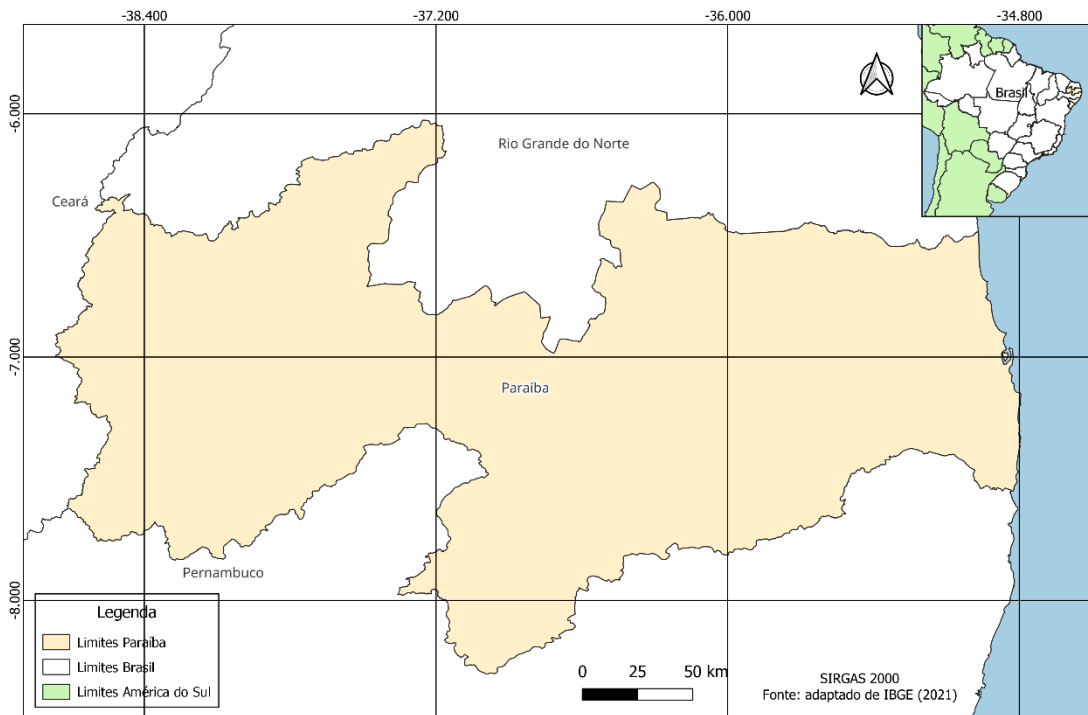 -38.400
-37.200
-36.000
-34.800
Brasil
-6.000
Rio Grande do Norte
Ceará
-7.000
Paraíba
Pernambuco
-8.000
Legenda
Limites Paraíba
Limites Brasil
Limites América do Sul
0 25 50 km
SIRGAS 2000
Fonte: adaptado de IBGE (2021)